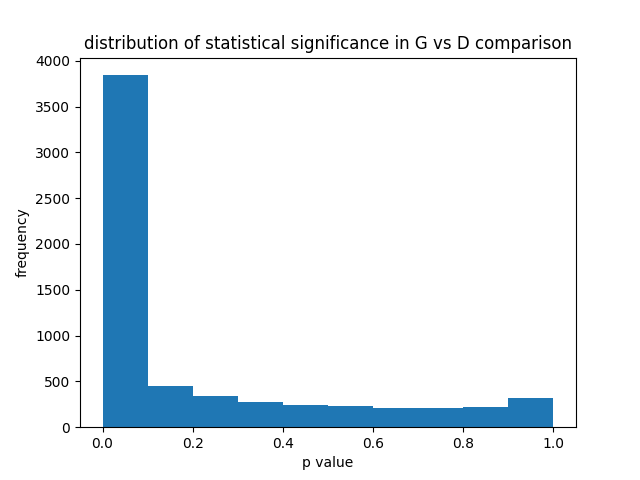 distribution of statistical significance in G vs D comparison
4000
3500
3000
2500
2000
1500
1000
500
0
frequency
0.0 0.2 0.4 0.6 0.8 1.0
p value